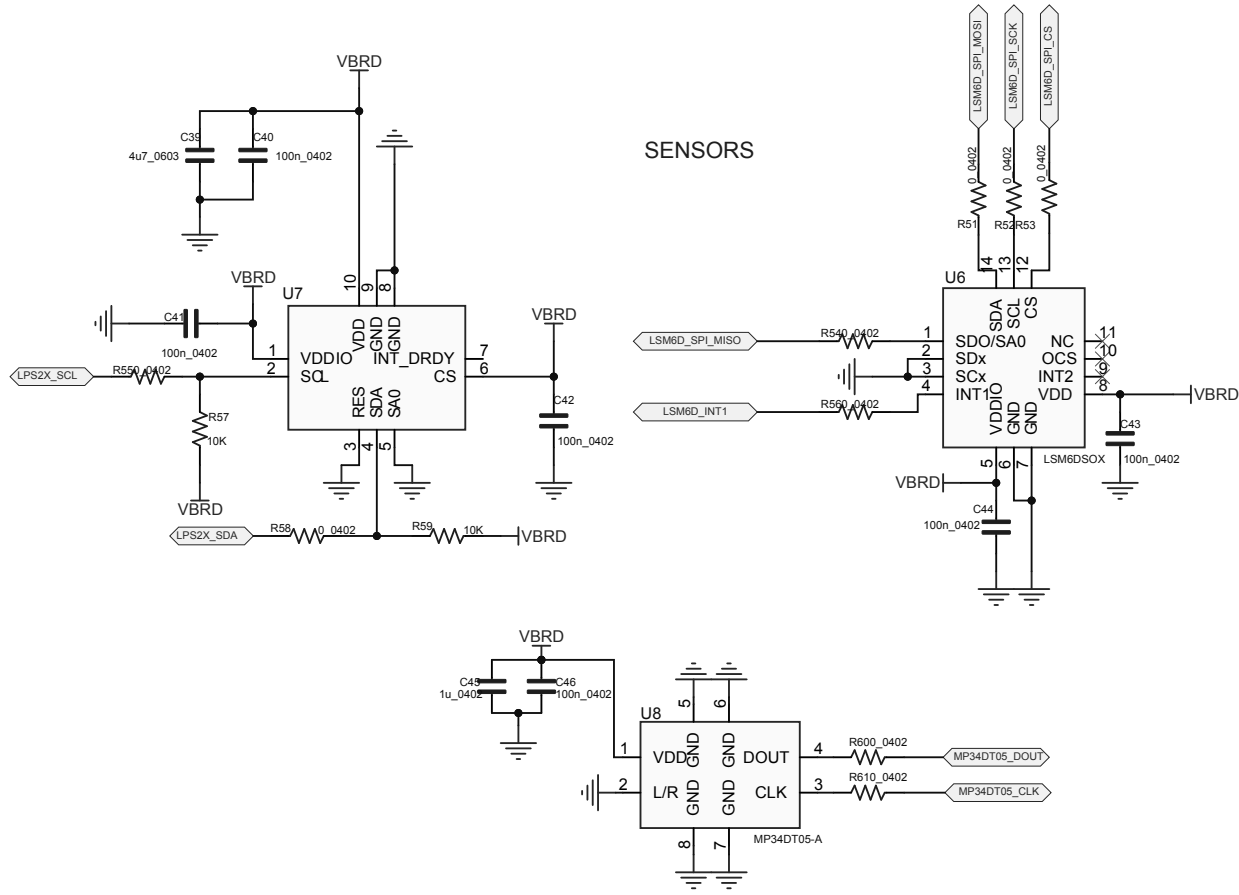 SENSORS
VBRD
C39
4u7_0603
C40
100n_0402
VBRD
C41
100n_0402
U7
10
9
8
VDD
GND
GND
1
VDDIO
INT_DRDY
7
2
SCL
CS
6
RES
SDA
SA0
3
4
5
LPS2X_SCL
R55
0_0402
R57
10K
VBRD
VBRD
C42
100n_0402
LPS2X_SDA
R58
0_0402
R59
10K
VBRD
LSM6D_SPI_MOSI
LSM6D_SPI_SCK
LSM6D_SPI_CS
0_0402
0_0402
0_0402
R51
R52
R53
14
13
12
U6
SDA
SCL
CS
LSM6D_SPI_MISO
R54
0_0402
1
SDO/SA0
NC
11
2
SDx
OCS
10
3
SCx
INT2
9
LSM6D_INT1
R56
0_0402
4
INT1
VDD
8
VBRD
VDDIO
GND
GND
C43
100n_0402
LSM6DSOX
5
6
7
VBRD
C44
100n_0402
VBRD
C45
1u_0402
C46
100n_0402
U8
5
6
GND
GND
1
VDD
DOUT
4
R60
0_0402
MP34DT05_DOUT
2
L/R
CLK
3
R61
0_0402
MP34DT05_CLK
GND
GND
8
7
MP34DT05-A